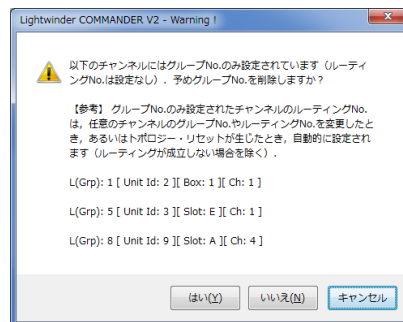 Lightwinder COMMANDER V2 - Warning !
以下のチャンネルにはグループNo.のみ設定されています（ルーティ
ングNo.は設定なし）．予めグループNo.を削除しますか？
【参考】 グループNo.のみ設定されたチャンネルのルーティングNo.
は，任意のチャンネルのグループNo.やルーティングNo.を変更したと
き，あるいはトポロジー・リセットが生じたとき，自動的に設定され
ます（ルーティングが成立しない場合を除く）．
L(Grp): 1 [ Unit Id: 2 ][ Box: 1 ][ Ch: 1 ]
L(Grp): 5 [ Unit Id: 3 ][ Slot: E ][ Ch: 1 ]
L(Grp): 8 [ Unit Id: 9 ][ Slot: A ][ Ch: 4 ]
はい(Y)
いいえ(N)
キャンセル